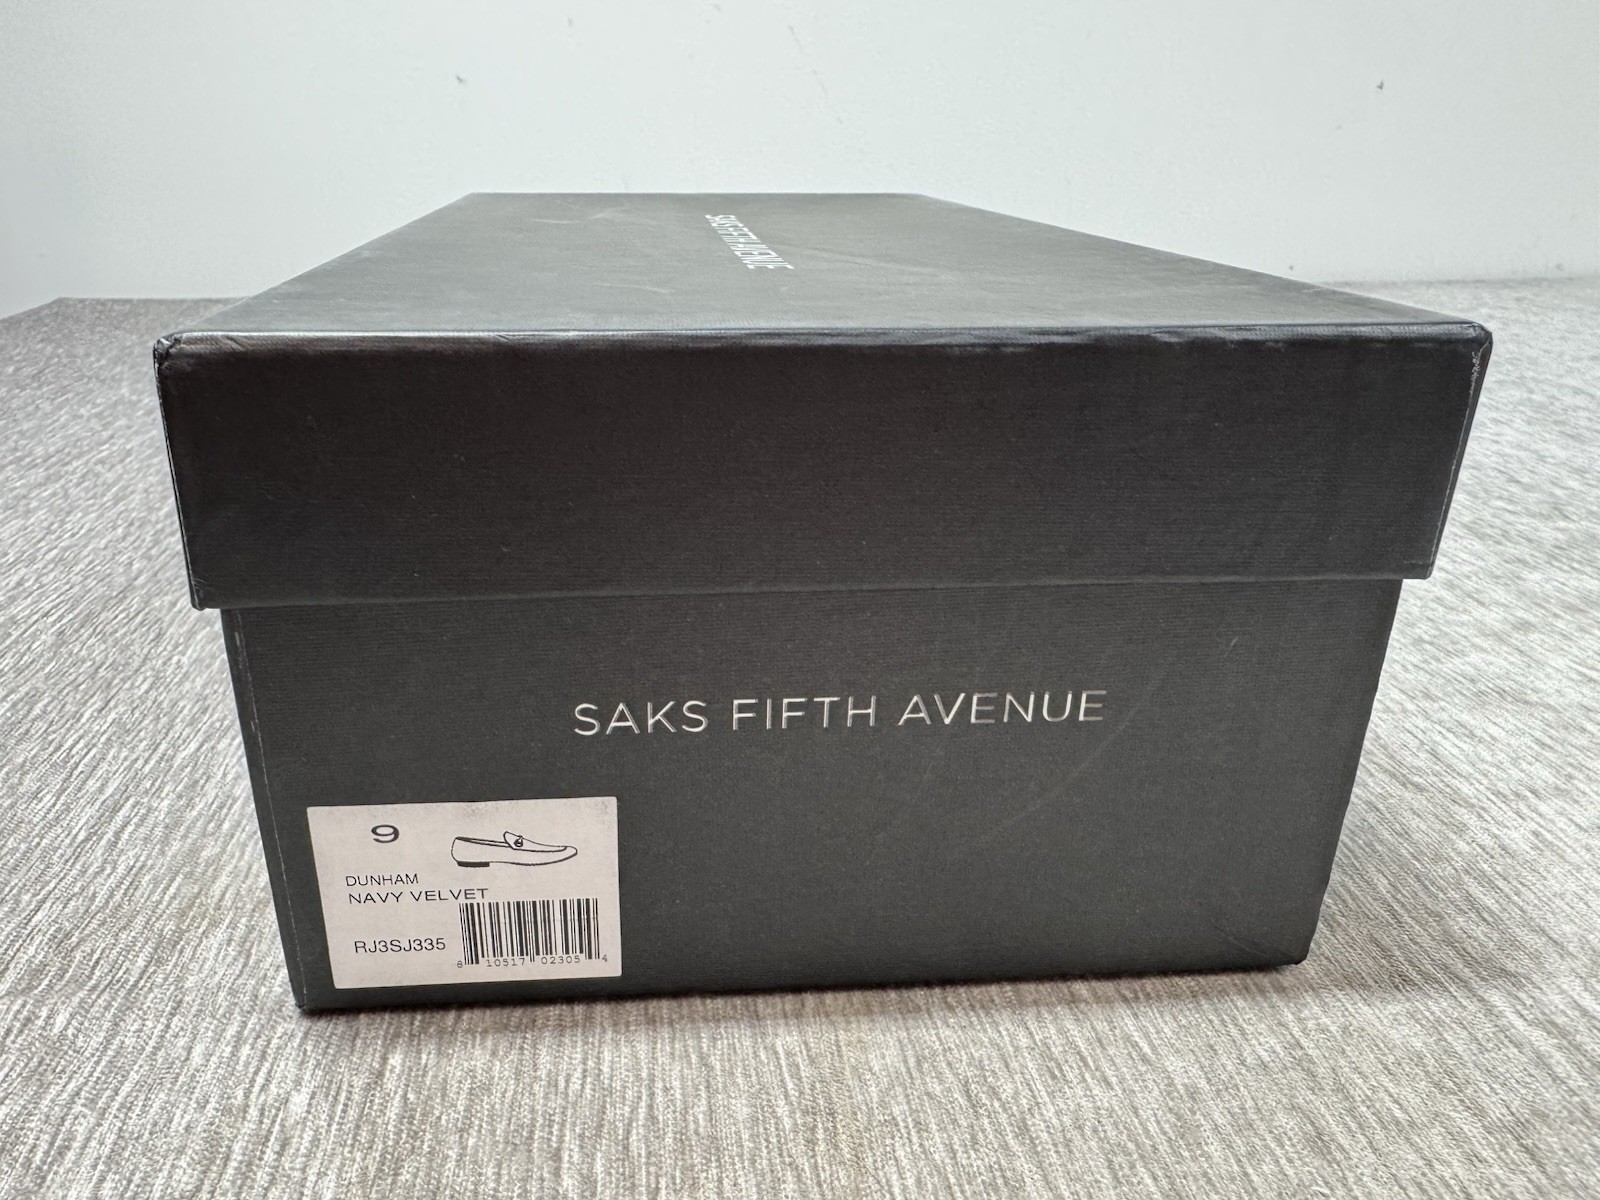 SAKS FIFTH AVENUE
SAKS FIFTH AVENUE
9
DUNHAM
NAVY VELVET
RJ3SJ335
8 10517 02305 4